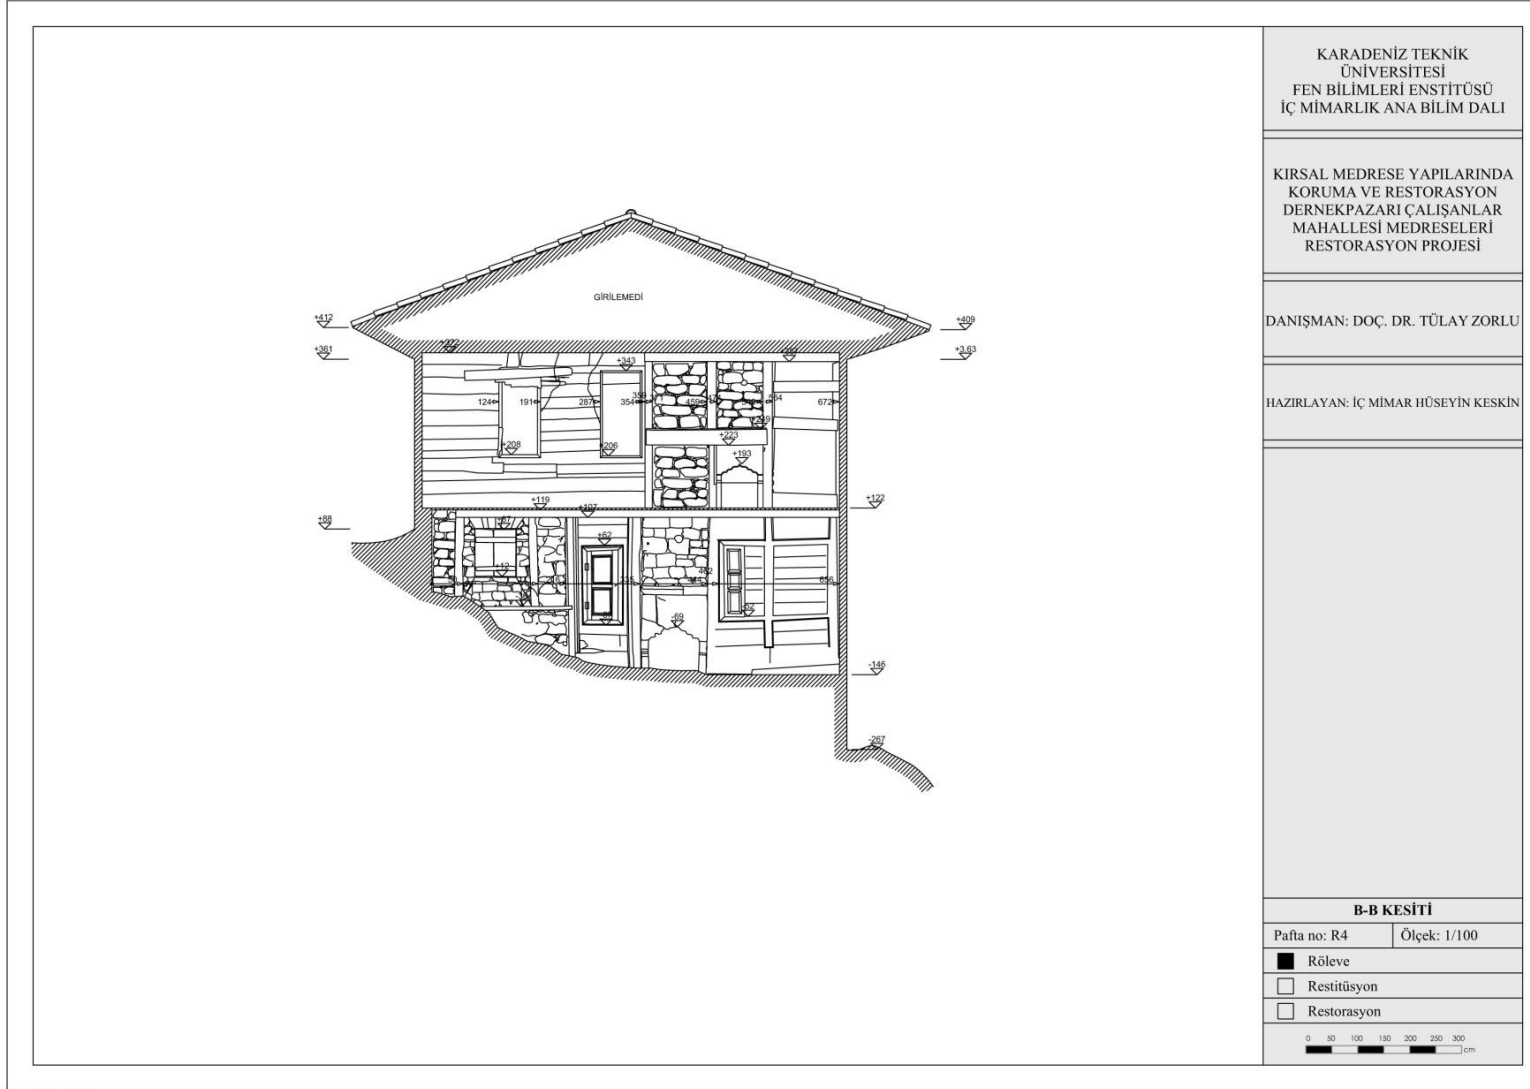 KARADENİZ TEKNİK
ÜNİVERSİTESİ
FEN BİLİMLERİ ENSTİTÜSÜ
İÇ MİMARLIK ANA BİLİM DALI
KIRSAL MEDRESE YAPILARINDA
KORUMA VE RESTORASYON
DERNEKPAZARI ÇALIŞANLAR
MAHALLESİ MEDRESELERİ
RESTORASYON PROJESİ
DANIŞMAN: DOÇ. DR. TÜLAY ZORLU
HAZIRLAYAN: İÇ MİMAR HÜSEYİN KESKİN
GİRİLEMEDİ
+412
+409
+361
+3.63
+343
124
191
287
354
459
672
+208
+206
+223
+193
+119
+107
+122
+88
+67
+62
+12
462
656
-69
-146
-267
B-B KESİTİ
Pafta no: R4 Ölçek: 1/100
Röleve
Restitüsyon
Restorasyon
0 50 100 150 200 250 300
cm